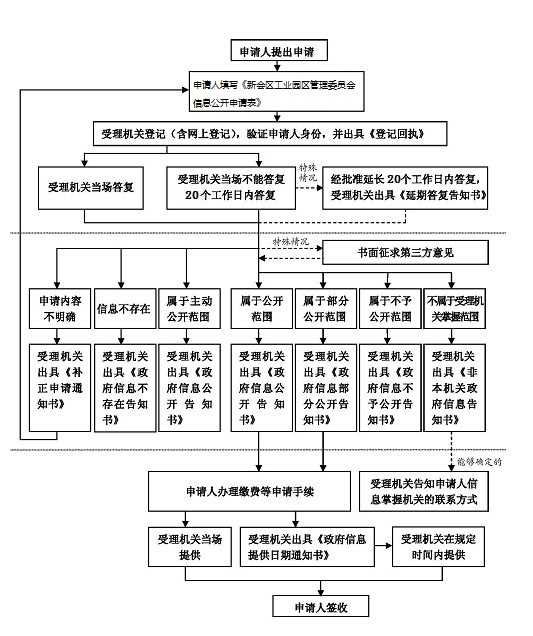 申请人提出申请
申请人填写《新会区工业园区管理委员会
信息公开申请表》
受理机关登记（含网上登记），验证申请人身份，并出具《登记回执》
受理机关当场答复
受理机关当场不能答复
20个工作日内答复
特殊
情况
经批准延长20个工作日内答复，
受理机关出具《延期答复告知书》
特殊情况
书面征求第三方意见
申请内容
不明确
信息不存在
属于主动
公开范围
属于公开
范围
属于部分
公开范围
属于不予
公开范围
不属于受理机
关掌握范围
受理机关
出具《补
正申请通
知书》
受理机关
出具《政
府信息不
存在告知
书》
受理机关
出具《政
府信息公
开告知
书》
受理机关
出具《政
府信息公
开告知
书》
受理机关
出具《政
府信息部
分公开告
知书》
受理机关
出具《政
府信息不
予公开告
知书》
受理机关
出具《非
本机关政
府信息告
知书》
能够确定的
申请人办理缴费等申请手续
受理机关告知申请人信
息掌握机关的联系方式
受理机关当场
提供
受理机关出具《政府信息
提供日期通知书》
受理机关在规定
时间内提供
申请人签收